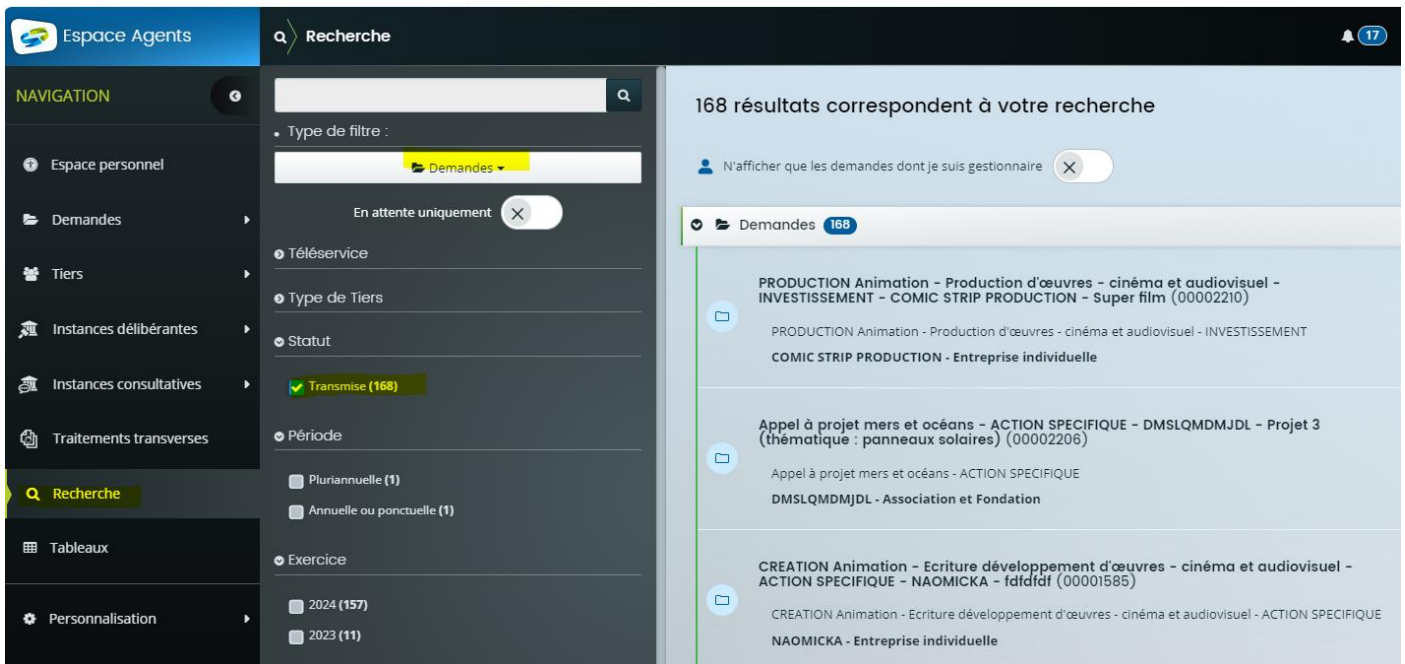 Espace Agents
Recherche
17
NAVIGATION
Espace personnel
Demandes
Tiers
Instances délibérantes
Instances consultatives
Traitements transverses
Recherche
Tableaux
Personnalisation
Type de filtre :
Demandes
En attente uniquement
Téléservice
Type de Tiers
Statut
Transmise (168)
Période
Pluriannuelle (1)
Annuelle ou ponctuelle (1)
Exercice
2024 (157)
2023 (11)
168 résultats correspondent à votre recherche
N'afficher que les demandes dont je suis gestionnaire
Demandes 168
PRODUCTION Animation - Production d'œuvres - cinéma et audiovisuel -
INVESTISSEMENT - COMIC STRIP PRODUCTION - Super film (00002210)
PRODUCTION Animation - Production d'œuvres - cinéma et audiovisuel - INVESTISSEMENT
COMIC STRIP PRODUCTION - Entreprise individuelle
Appel à projet mers et océans - ACTION SPECIFIQUE - DMSLQMDMJDL - Projet 3
(thématique : panneaux solaires) (00002206)
Appel à projet mers et océans - ACTION SPECIFIQUE
DMSLQMDMJDL - Association et Fondation
CREATION Animation - Ecriture développement d'œuvres - cinéma et audiovisuel -
ACTION SPECIFIQUE - NAOMICKA - fdfdfdf (00001585)
CREATION Animation - Ecriture développement d'œuvres - cinéma et audiovisuel - ACTION SPECIFIQUE
NAOMICKA - Entreprise individuelle